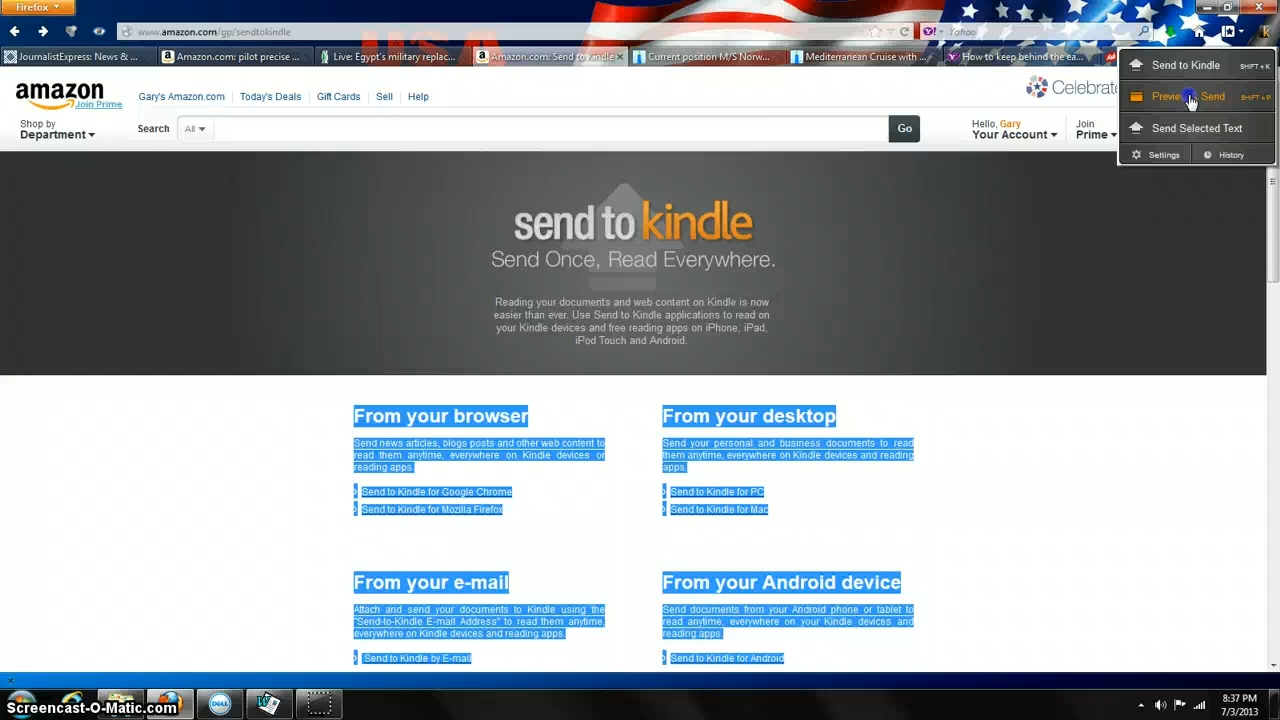 Firefox
USA
www.amazon.com/gp/sendtokindle
Yahoo
JournalistExpress: News & ...
Amazon.com: pilot precise ...
Live: Egypt's military replac...
Amazon.com: Send to Kindle
Current position M/S Norw...
Mediterranean Cruise with ...
How to keep behind the ea...
Send to Kindle SHIFT + K
Send SHIFT + P
Send Selected Text
Settings History
amazon
Join Prime
Gary's Amazon.com Today's Deals Gift Cards Sell Help
Celebrate
Shop by
Department
Search All Go
Hello, Gary
Your Account
Join
Prime
send to kindle
Send Once, Read Everywhere.
Reading your documents and web content on Kindle is now
easier than ever. Use Send to Kindle applications to read on
your Kindle devices and free reading apps on iPhone, iPad,
iPod Touch and Android.
From your browser
Send news articles, blogs posts and other web content to
read them anytime, everywhere on Kindle devices or
reading apps.
Send to Kindle for Google Chrome
Send to Kindle for Mozilla Firefox
From your desktop
Send your personal and business documents to read
them anytime, everywhere on Kindle devices and reading
apps.
Send to Kindle for PC
Send to Kindle for Mac
From your e-mail
Attach and send your documents to Kindle using the
"Send-to-Kindle E-mail Address" to read them anytime,
everywhere on Kindle devices and reading apps.
Send to Kindle by E-mail
From your Android device
Send documents from your Android phone or tablet to
read anytime, everywhere on your Kindle devices and
reading apps.
Send to Kindle for Android
DELL
Screencast-O-Matic.com
8:37 PM
7/3/2013